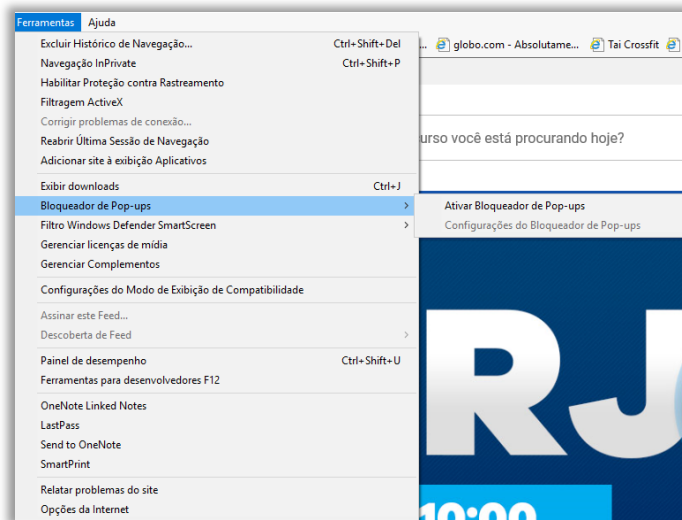 Ferramentas Ajuda
Excluir Histórico de Navegação... Ctrl+Shift+Del
... globo.com - Absolutame... Tai Crossfit
Navegação InPrivate Ctrl+Shift+P
Habilitar Proteção contra Rastreamento
Filtragem ActiveX
Corrigir problemas de conexão...
Reabrir Última Sessão de Navegação
urso você está procurando hoje?
Adicionar site à exibição Aplicativos
Exibir downloads Ctrl+J
Bloqueador de Pop-ups >
Ativar Bloqueador de Pop-ups
Filtro Windows Defender SmartScreen >
Configurações do Bloqueador de Pop-ups
Gerenciar licenças de mídia
Gerenciar Complementos
Configurações do Modo de Exibição de Compatibilidade
Assinar este Feed...
Descoberta de Feed >
Painel de desempenho Ctrl+Shift+U
Ferramentas para desenvolvedores F12
OneNote Linked Notes
LastPass
Send to OneNote
SmartPrint
Relatar problemas do site
Opções da Internet
RJ
19:00